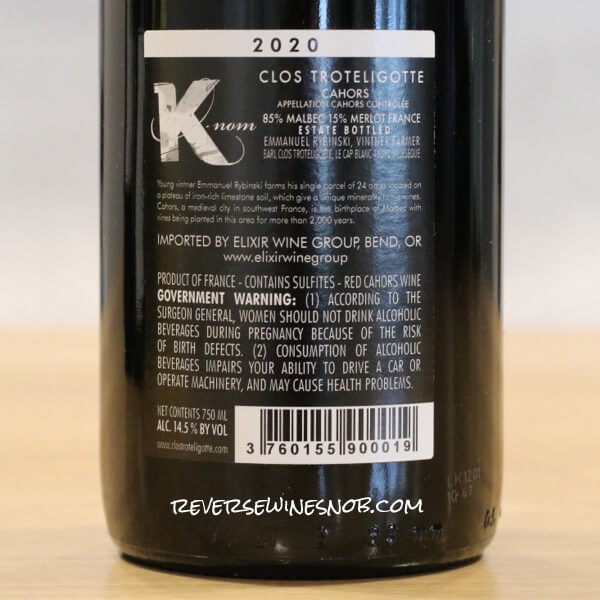 2020
K-nom
CLOS TROTELIGOTTE
CAHORS
APPELLATION CAHORS CONTRÔLÉE
85% MALBEC 15% MERLOT FRANCE
ESTATE BOTTLED
EMMANUEL RYBINSKI, VINTNER FARMER
EARL CLOS TROTELIGOTTE, LE CAP BLANC
Young vintner Emmanuel Rybinski farms his single parcel of 24 acres located on
a plateau of iron-rich limestone soil, which give a unique minerality to his wines.
Cahors, a medieval city in southwest France, is the birthplace of Malbec with
vines being planted in this area for more than 2,000 years.
IMPORTED BY ELIXIR WINE GROUP, BEND, OR
www.elixirwinegroup
PRODUCT OF FRANCE - CONTAINS SULFITES - RED CAHORS WINE
GOVERNMENT WARNING: (1) ACCORDING TO THE
SURGEON GENERAL, WOMEN SHOULD NOT DRINK ALCOHOLIC
BEVERAGES DURING PREGNANCY BECAUSE OF THE RISK
OF BIRTH DEFECTS. (2) CONSUMPTION OF ALCOHOLIC
BEVERAGES IMPAIRS YOUR ABILITY TO DRIVE A CAR OR
OPERATE MACHINERY, AND MAY CAUSE HEALTH PROBLEMS.
NET CONTENTS 750 ML
ALC. 14.5 % BY VOL
www.clostroteligotte.com
3 760155 900019
REVERSEWINESNOB.COM